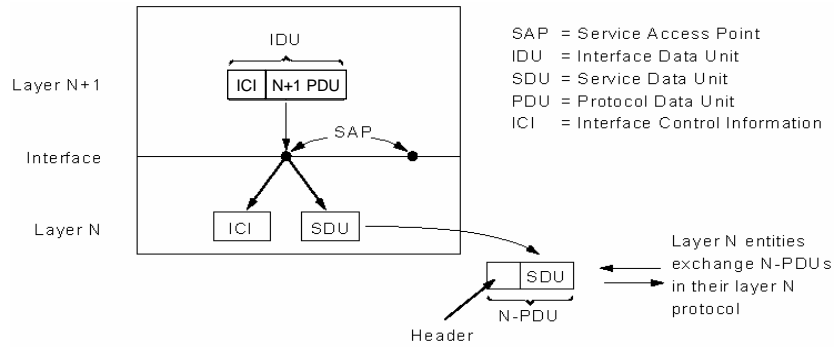 IDU
Layer N+1
ICI N+1 PDU
SAP
Interface
Layer N
ICI
SDU
SAP = Service Access Point
IDU = Interface Data Unit
SDU = Service Data Unit
PDU = Protocol Data Unit
ICI = Interface Control Information
SDU
N-PDU
Header
Layer N entities
exchange N-PDUs
in their layer N
protocol